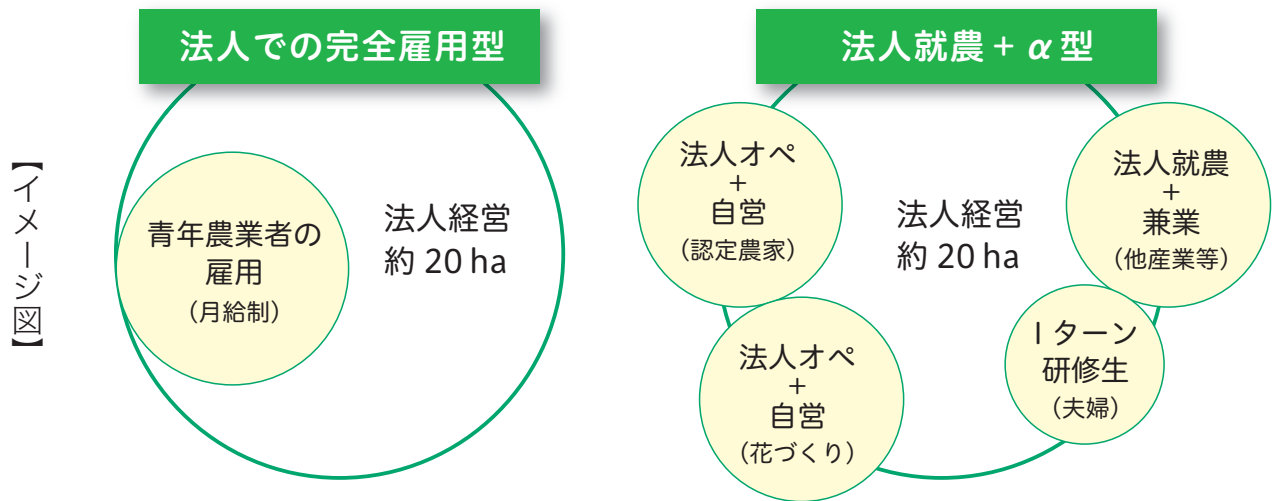 【イメージ図】
法人での完全雇用型
青年農業者の
雇用
（月給制）
法人経営
約 20 ha
法人就農 + α 型
法人オペ
+
自営
（認定農家）
法人経営
約 20 ha
法人就農
+
兼業
（他産業等）
法人オペ
+
自営
（花づくり）
Iターン
研修生
（夫婦）